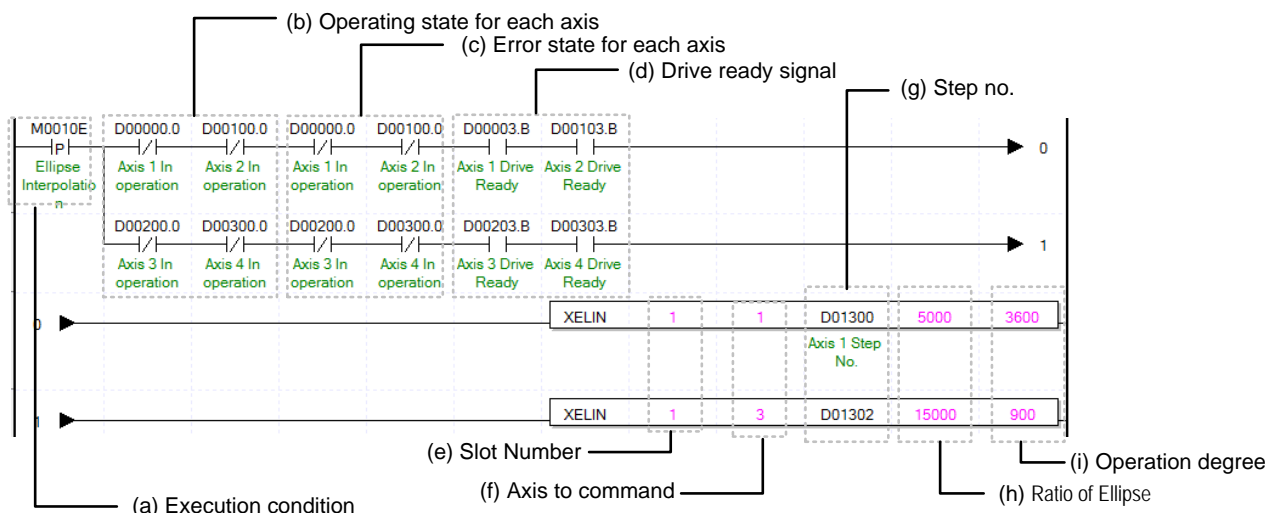 (b) Operating state for each axis
(c) Error state for each axis
(d) Drive ready signal
(g) Step no.
M0010E D00000.0 D00100.0 D00000.0 D00100.0 D00003.B D00103.B
P
0
Ellipse Interpolatio n
Axis 1 In operation
Axis 2 In operation
Axis 1 In operation
Axis 2 In operation
Axis 1 Drive Ready
Axis 2 Drive Ready
D00200.0 D00300.0 D00200.0 D00300.0 D00203.B D00303.B
1
Axis 3 In operation
Axis 4 In operation
Axis 3 In operation
Axis 4 In operation
Axis 3 Drive Ready
Axis 4 Drive Ready
0 XELIN 1 1 D01300 5000 3600
Axis 1 Step No.
1 XELIN 1 3 D01302 15000 900
(e) Slot Number
(i) Operation degree
(f) Axis to command
(h) Ratio of Ellipse
(a) Execution condition